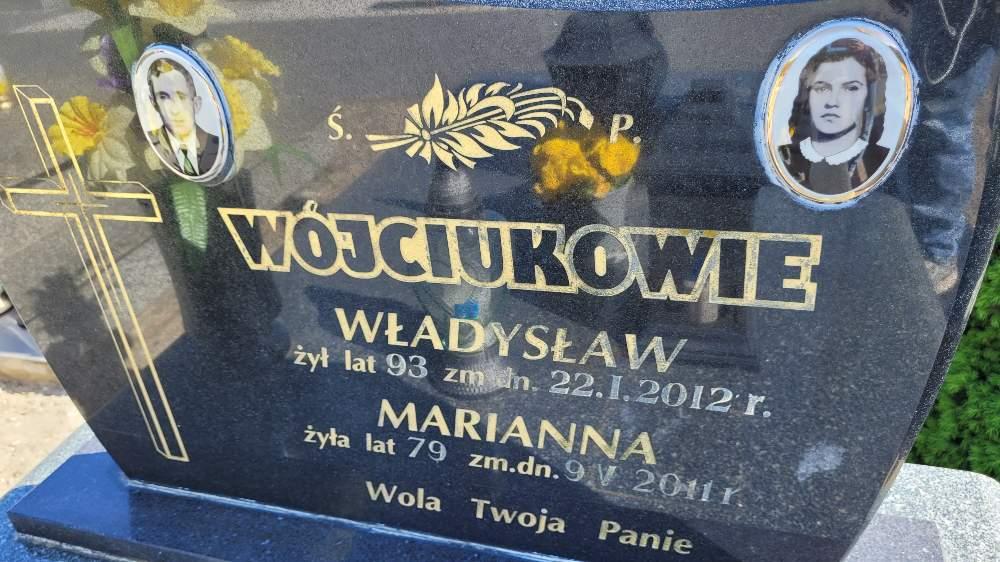 Ś. P.
WÓJCIUKOWIE
WŁADYSŁAW
żył lat 93 zm dn. 22.I.2012 r.
MARIANNA
żyła lat 79 zm.dn. 9 V 2011 r
Wola Twoja Panie